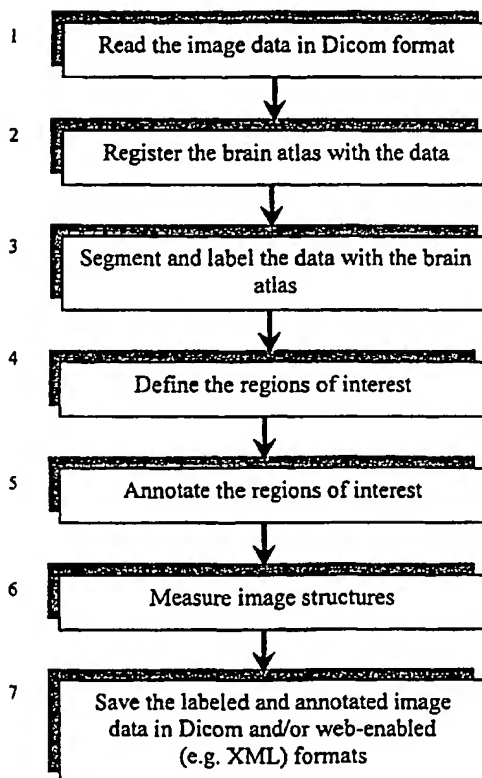 1
Read the image data in Dicom format
2
Register the brain atlas with the data
3
Segment and label the data with the brain
atlas
4
Define the regions of interest
5
Annotate the regions of interest
6
Measure image structures
7
Save the labeled and annotated image
data in Dicom and/or web-enabled
(e.g. XML) formats